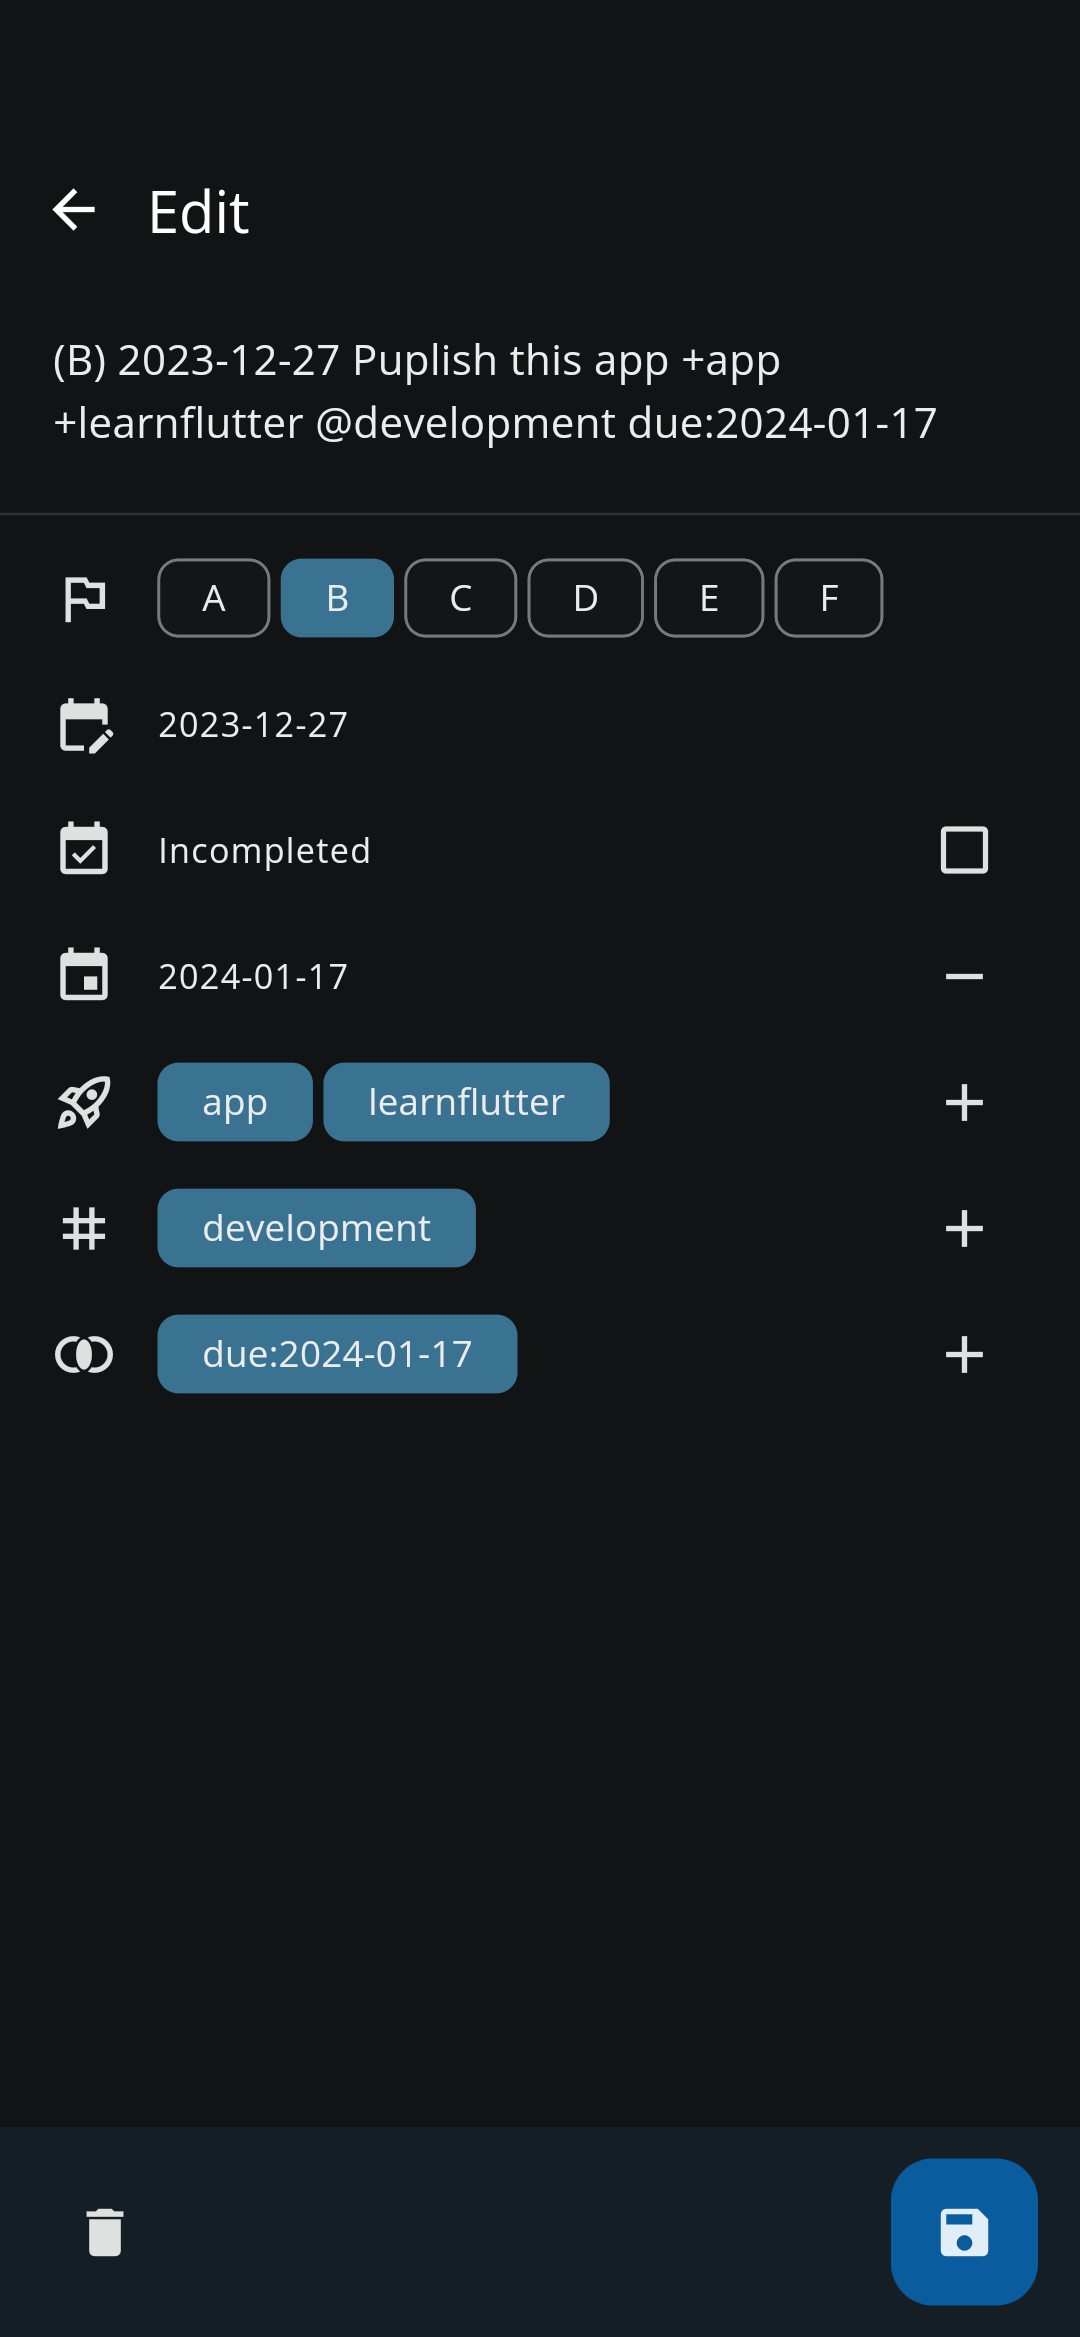 Edit
(B) 2023-12-27 Puplish this app +app
+learnflutter @development due:2024-01-17
A B C D E F
2023-12-27
Incompleted
2024-01-17
app learnflutter
development
due:2024-01-17